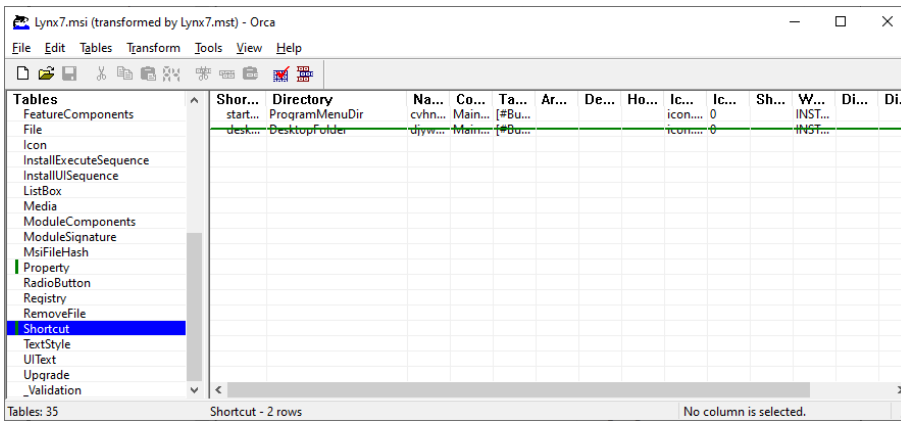 Lynx7.msi (transformed by Lynx7.mst) - Orca
File Edit Tables Transform Tools View Help
Tables
FeatureComponents
File
Icon
InstallExecuteSequence
InstallUISequence
ListBox
Media
ModuleComponents
ModuleSignature
MsiFileHash
Property
RadioButton
Registry
RemoveFile
Shortcut
TextStyle
UIText
Upgrade
_Validation
Shor... Directory Na... Co... Ta... Ar... De... Ho... Ic... Ic... Sh... W... Di... Di.
start... ProgramMenuDir cvhn... Main... [#Bu... icon.... 0 INST...
desk... DesktopFolder djyw... Main... [#Bu... icon.... 0 INST...
Tables: 35 Shortcut - 2 rows No column is selected.